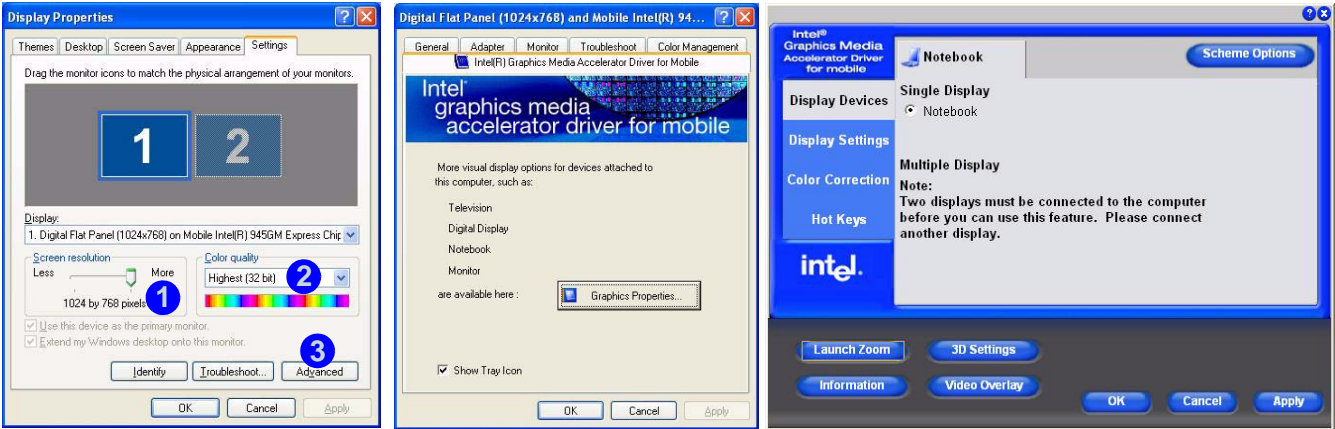 Display Properties
Themes Desktop Screen Saver Appearance Settings
Drag the monitor icons to match the physical arrangement of your monitors.
1 2
Display:
1. Digital Flat Panel (1024x768) on Mobile Intel(R) 945GM Express Chip
Screen resolution
Less More
1024 by 768 pixels
1
Color quality
Highest (32 bit)
2
Use this device as the primary monitor.
Extend my Windows desktop onto this monitor.
3
Identify Troubleshoot... Advanced
OK Cancel Apply
Digital Flat Panel (1024x768) and Mobile Intel(R) 94...
General Adapter Monitor Troubleshoot Color Management
Intel(R) Graphics Media Accelerator Driver for Mobile
Intel®
graphics media
accelerator driver for mobile
More visual display options for devices attached to
this computer, such as:
Television
Digital Display
Notebook
Monitor
are available here :
Graphics Properties...
Show Tray Icon
OK Cancel Apply
Intel®
Graphics Media
Accelerator Driver
for mobile
Display Devices
Display Settings
Color Correction
Hot Keys
intel.
Notebook
Scheme Options
Single Display
Notebook
Multiple Display
Note:
Two displays must be connected to the computer
before you can use this feature. Please connect
another display.
Launch Zoom 3D Settings
Information Video Overlay
OK Cancel Apply